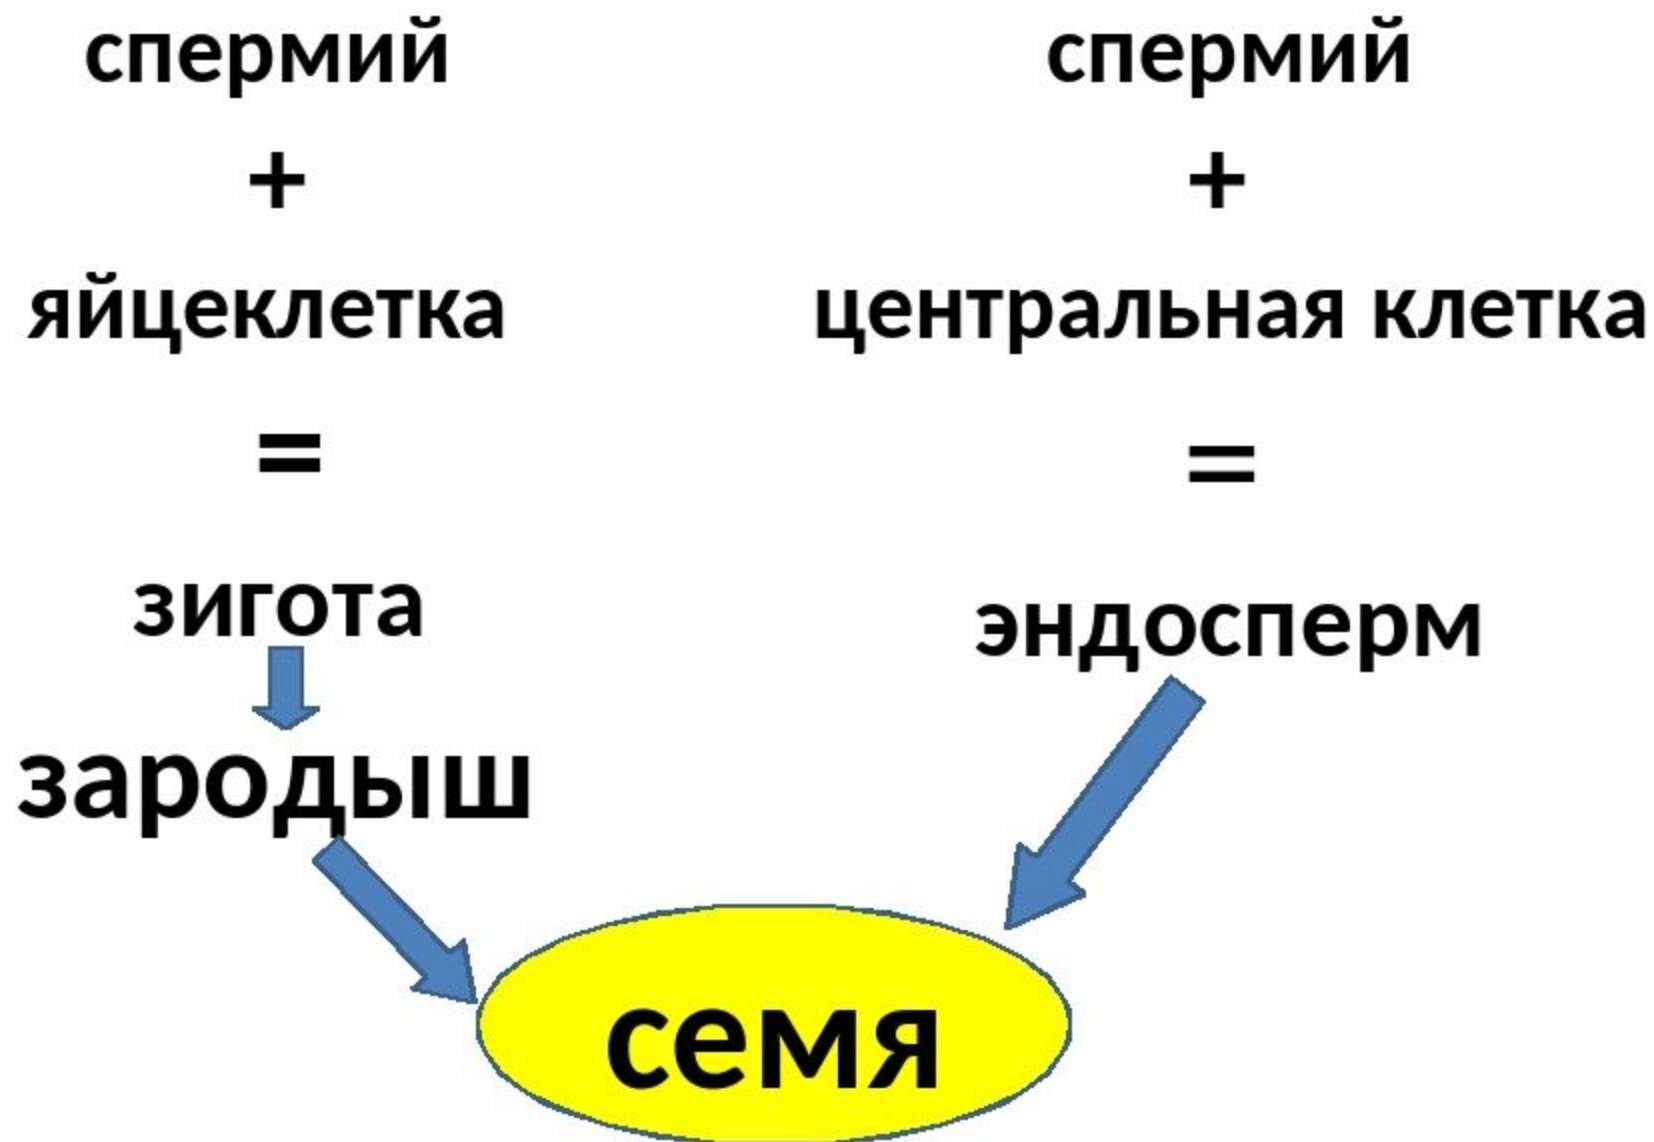 спермий
+
яйцеклетка
=
зигота
зародыш
спермий
+
центральная клетка
=
эндосперм
семя